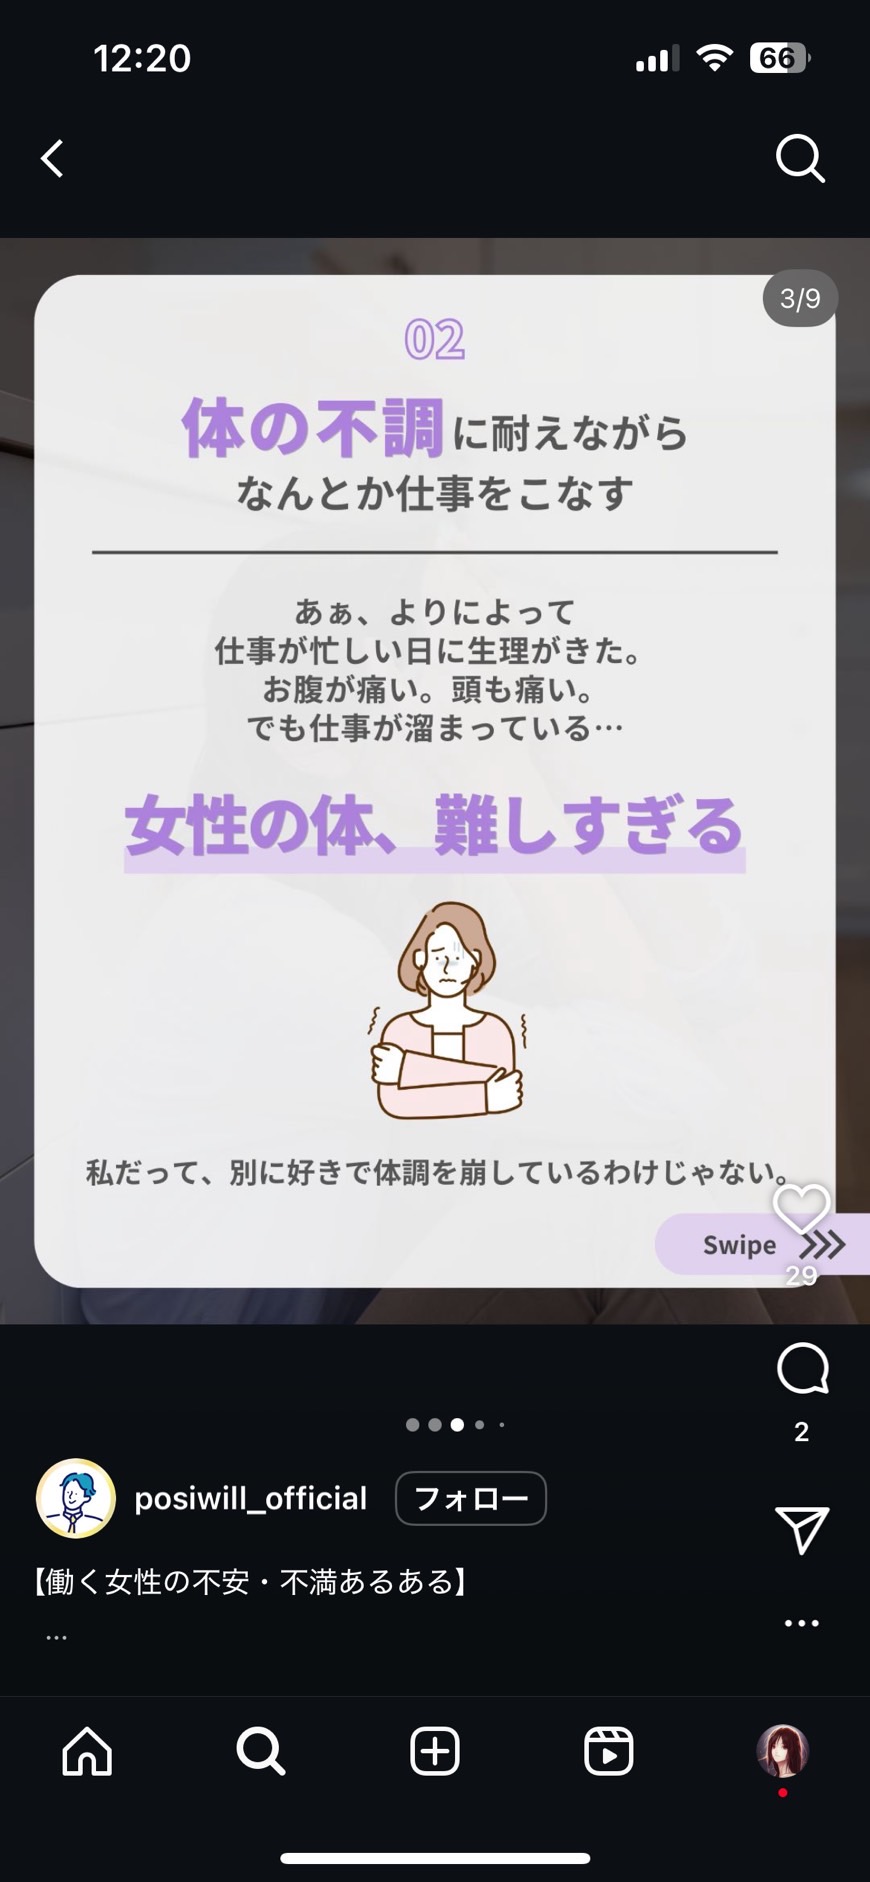 12:20
66
3/9
02
体の不調に耐えながら
なんとか仕事をこなす
あぁ、よりによって
仕事が忙しい日に生理がきた。
お腹が痛い。頭も痛い。
でも仕事が溜まっている…
女性の体、難しすぎる
私だって、別に好きで体調を崩しているわけじゃない。
Swipe
29
2
posiwill_official
フォロー
【働く女性の不安・不満あるある】
...